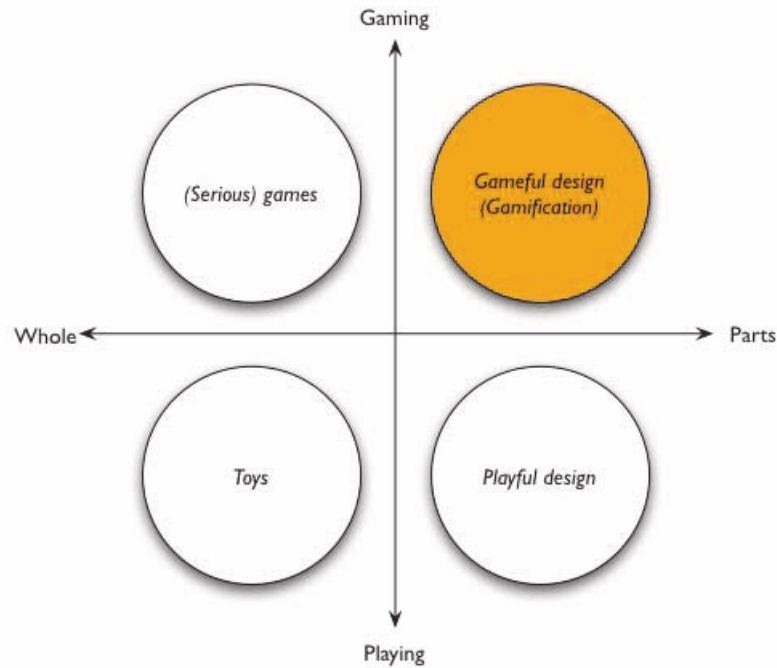 Gaming
(Serious) games
Gameful design
(Gamification)
Whole
Parts
Toys
Playful design
Playing